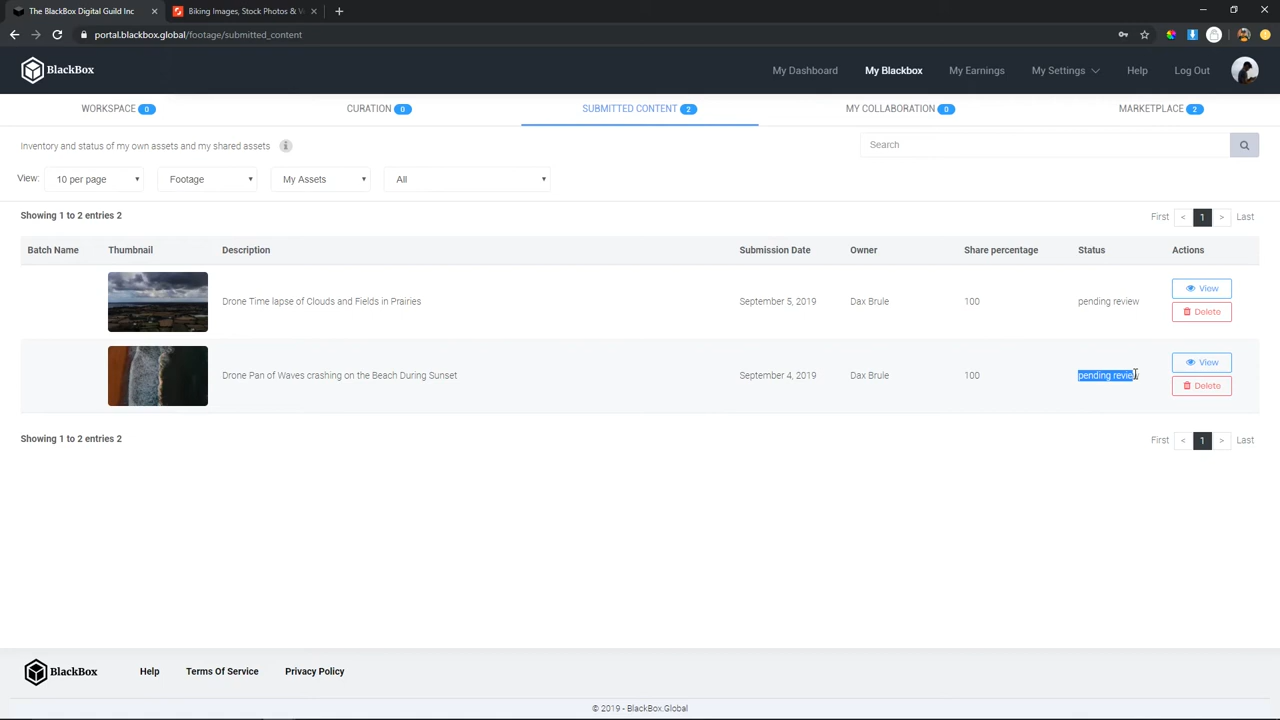 The BlackBox Digital Guild Inc
Biking Images, Stock Photos & V
portal.blackbox.global/footage/submitted_content
BlackBox
My Dashboard My Blackbox My Earnings My Settings Help Log Out
WORKSPACE 0 CURATION 0 SUBMITTED CONTENT 2 MY COLLABORATION 0 MARKETPLACE 2
Inventory and status of my own assets and my shared assets
Search
View: 10 per page Footage My Assets All
Showing 1 to 2 entries 2
First < 1 > Last
Batch Name Thumbnail Description Submission Date Owner Share percentage Status Actions
Drone Time lapse of Clouds and Fields in Prairies September 5, 2019 Dax Brule 100 pending review View
Delete
Drone Pan of Waves crashing on the Beach During Sunset September 4, 2019 Dax Brule 100 pending review View
Delete
Showing 1 to 2 entries 2
First < 1 > Last
BlackBox Help Terms Of Service Privacy Policy
© 2019 - BlackBox.Global